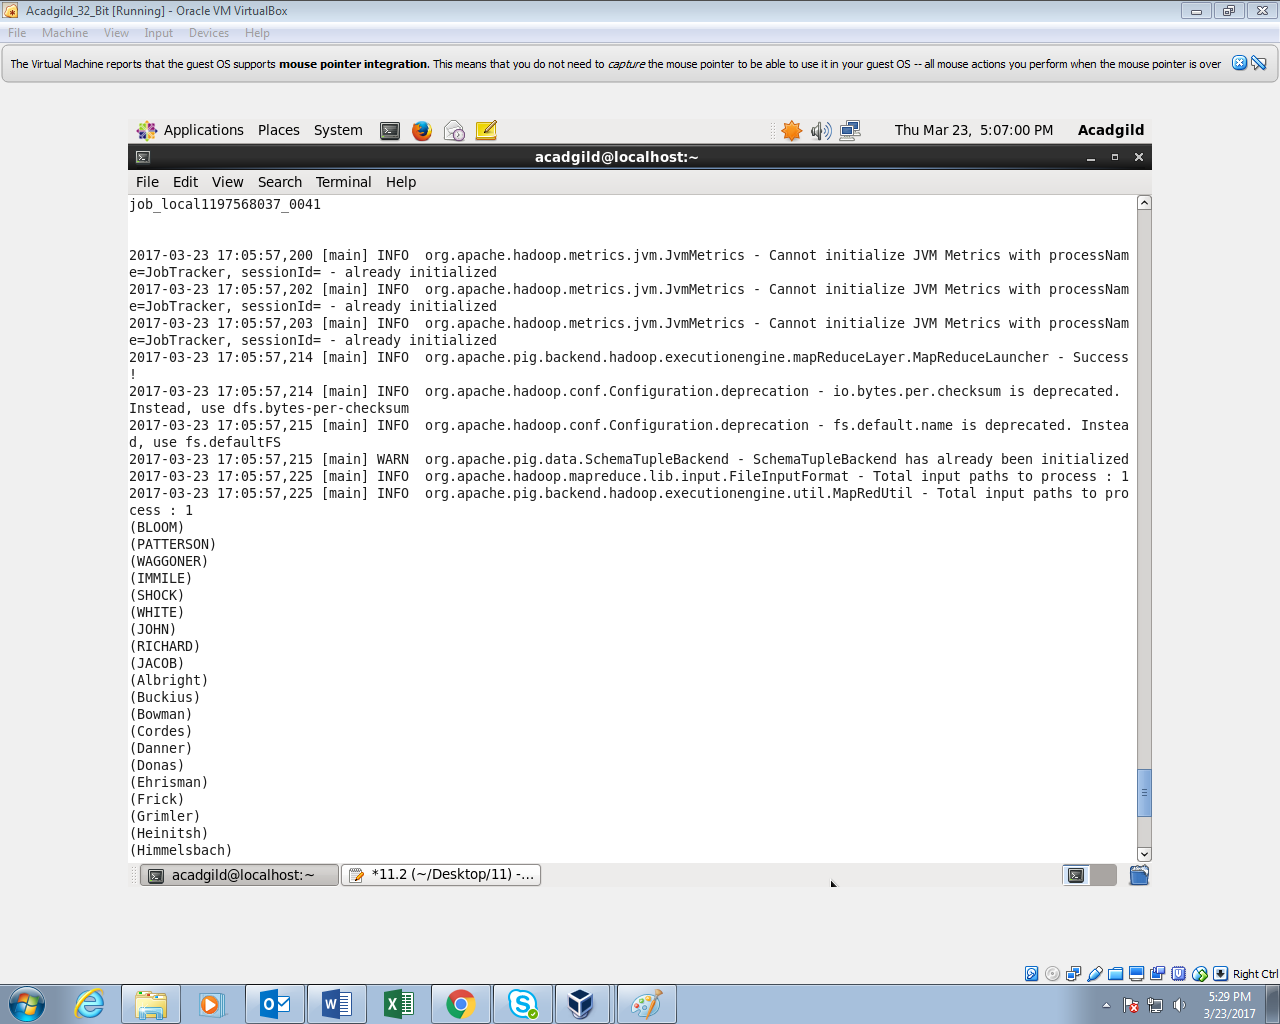 Acadgild_32_Bit [Running] - Oracle VM VirtualBox
File Machine View Input Devices Help
The Virtual Machine reports that the guest OS supports mouse pointer integration. This means that you do not need to capture the mouse pointer to be able to use it in your guest OS -- all mouse actions you perform when the mouse pointer is over
Applications Places System Thu Mar 23, 5:07:00 PM Acadgild
acadgild@localhost:~
File Edit View Search Terminal Help
job_local1197568037_0041
2017-03-23 17:05:57,200 [main] INFO  org.apache.hadoop.metrics.jvm.JvmMetrics - Cannot initialize JVM Metrics with processNam
e=JobTracker, sessionId= - already initialized
2017-03-23 17:05:57,202 [main] INFO  org.apache.hadoop.metrics.jvm.JvmMetrics - Cannot initialize JVM Metrics with processNam
e=JobTracker, sessionId= - already initialized
2017-03-23 17:05:57,203 [main] INFO  org.apache.hadoop.metrics.jvm.JvmMetrics - Cannot initialize JVM Metrics with processNam
e=JobTracker, sessionId= - already initialized
2017-03-23 17:05:57,214 [main] INFO  org.apache.pig.backend.hadoop.executionengine.mapReduceLayer.MapReduceLauncher - Success
!
2017-03-23 17:05:57,214 [main] INFO  org.apache.hadoop.conf.Configuration.deprecation - io.bytes.per.checksum is deprecated.
Instead, use dfs.bytes-per-checksum
2017-03-23 17:05:57,215 [main] INFO  org.apache.hadoop.conf.Configuration.deprecation - fs.default.name is deprecated. Instea
d, use fs.defaultFS
2017-03-23 17:05:57,215 [main] WARN  org.apache.pig.data.SchemaTupleBackend - SchemaTupleBackend has already been initialized
2017-03-23 17:05:57,225 [main] INFO  org.apache.hadoop.mapreduce.lib.input.FileInputFormat - Total input paths to process : 1
2017-03-23 17:05:57,225 [main] INFO  org.apache.pig.backend.hadoop.executionengine.util.MapRedUtil - Total input paths to pro
cess : 1
(BLOOM)
(PATTERSON)
(WAGGONER)
(IMMILE)
(SHOCK)
(WHITE)
(JOHN)
(RICHARD)
(JACOB)
(Albright)
(Buckius)
(Bowman)
(Cordes)
(Danner)
(Donas)
(Ehrisman)
(Frick)
(Grimler)
(Heinitsh)
(Himmelsbach)
acadgild@localhost:~ *11.2 (~/Desktop/11) -...
Right Ctrl
5:29 PM
3/23/2017